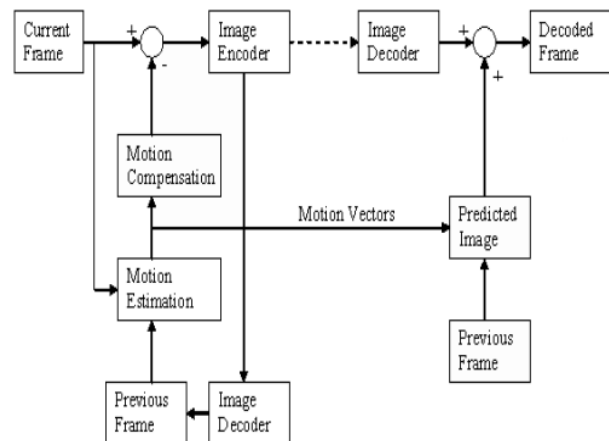 Current
Frame
+
-
Image
Encoder
Image
Decoder
+
+
Decoded
Frame
Motion
Compensation
Motion Vectors
Predicted
Image
Motion
Estimation
Previous
Frame
Previous
Frame
Image
Decoder